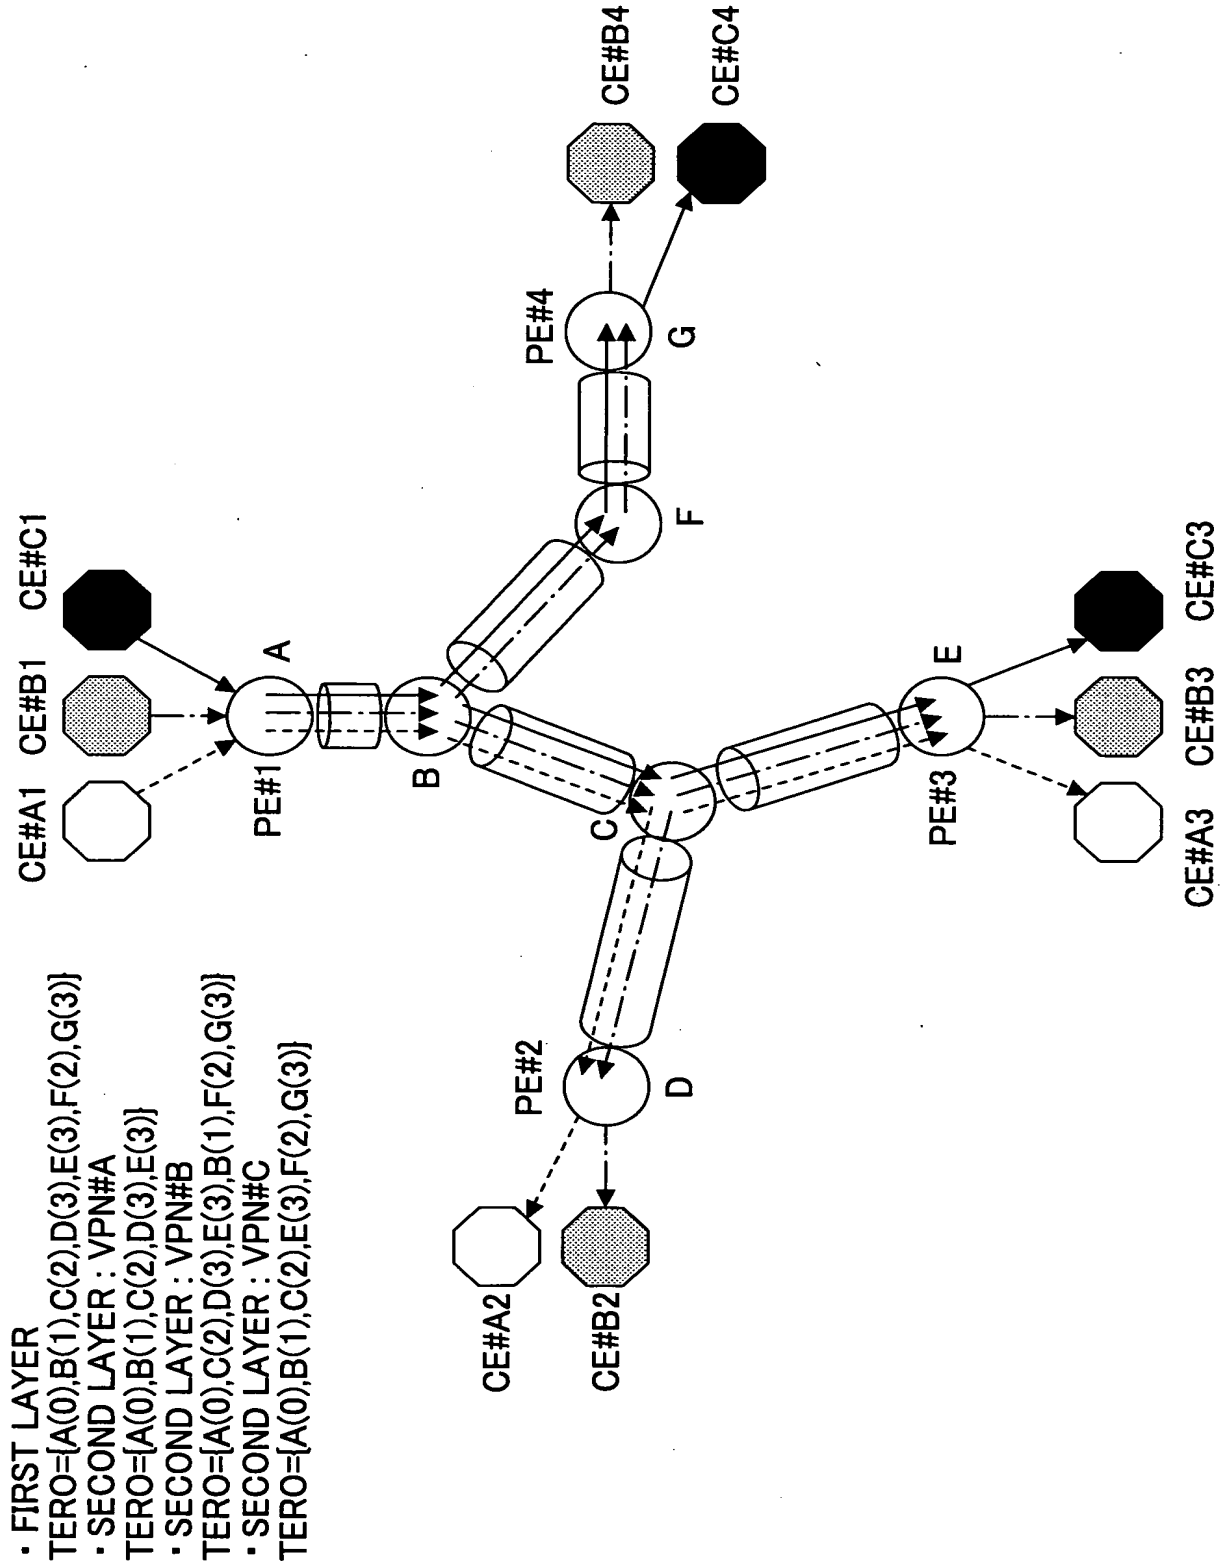 ・FIRST LAYER
TERO={A(0),B(1),C(2),D(3),E(3),F(2),G(3)}
・SECOND LAYER : VPN#A
TERO={A(0),B(1),C(2),D(3),E(3)}
・SECOND LAYER : VPN#B
TERO={A(0),C(2),D(3),E(3),B(1),F(2),G(3)}
・SECOND LAYER : VPN#C
TERO={A(0),B(1),C(2),E(3),F(2),G(3)}
CE#A1
CE#B1
CE#C1
PE#1
A
B
C
PE#2
D
CE#A2
CE#B2
PE#3
E
CE#A3
CE#B3
CE#C3
F
PE#4
G
CE#B4
CE#C4